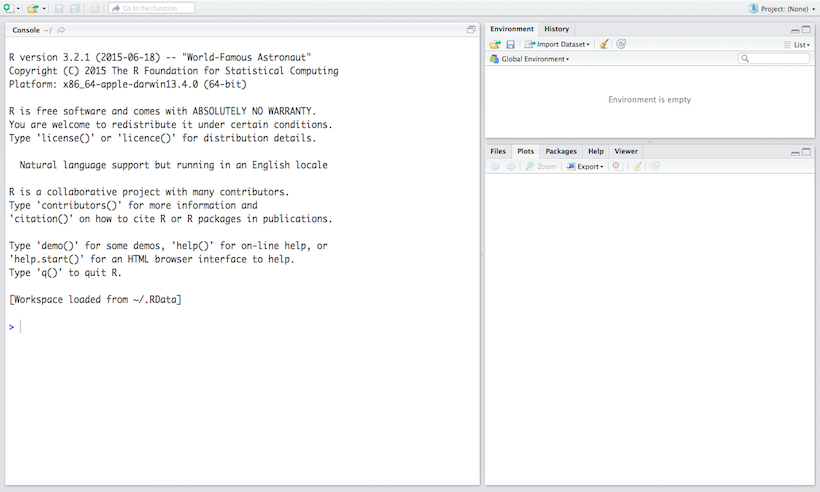 Go to file/function
Project: (None)
Console ~/
R version 3.2.1 (2015-06-18) -- "World-Famous Astronaut"
Copyright (C) 2015 The R Foundation for Statistical Computing
Platform: x86_64-apple-darwin13.4.0 (64-bit)
R is free software and comes with ABSOLUTELY NO WARRANTY.
You are welcome to redistribute it under certain conditions.
Type 'license()' or 'licence()' for distribution details.
Natural language support but running in an English locale
R is a collaborative project with many contributors.
Type 'contributors()' for more information and
'citation()' on how to cite R or R packages in publications.
Type 'demo()' for some demos, 'help()' for on-line help, or
'help.start()' for an HTML browser interface to help.
Type 'q()' to quit R.
[Workspace loaded from ~/.RData]
>
Environment History
Import Dataset
List
Global Environment
Environment is empty
Files Plots Packages Help Viewer
Zoom Export